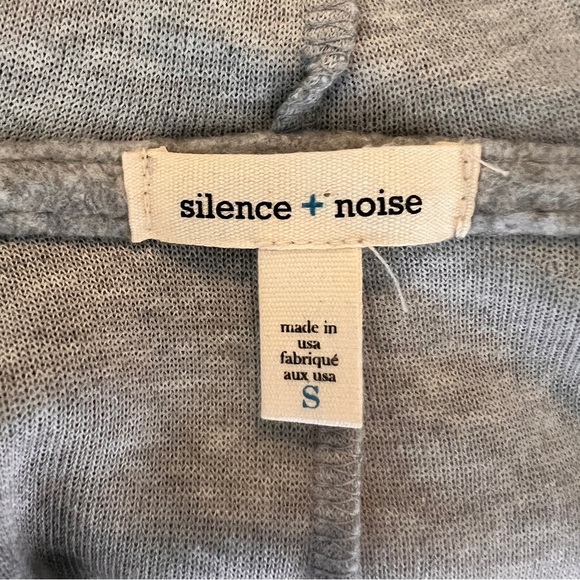 silence + noise
made in
usa
fabriqué
aux usa
S